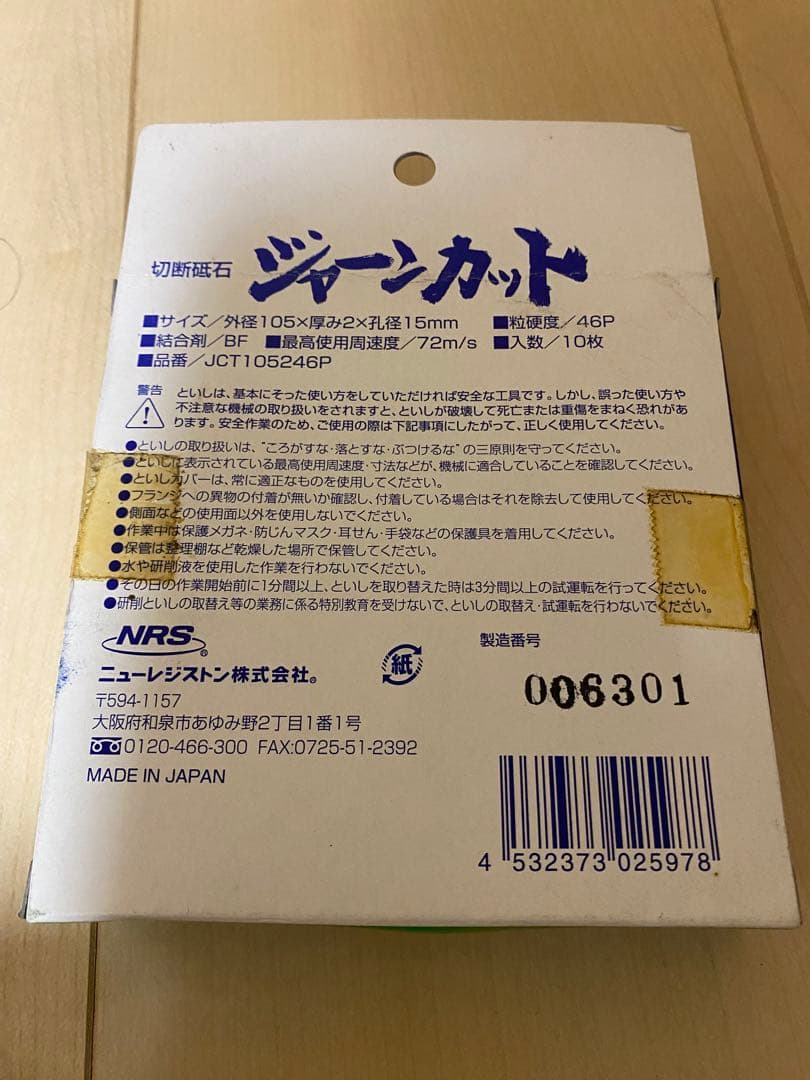 切断砥石 ジャーンカット
■サイズ／外径105×厚み2×孔径15mm ■粒硬度／46P
■結合剤／BF ■最高使用周速度／72m/s ■入数／10枚
■品番／JCT105246P
警告 といしは、基本にそった使い方をしていただければ安全な工具です。しかし、誤った使い方や
不注意な機械の取り扱いをされますと、といしが破壊して死亡または重傷をまねく恐れがあ
ります。安全作業のため、ご使用の際は下記事項にしたがって、正しく使用してください。
●といしの取り扱いは、“ころがすな・落とすな・ぶつけるな”の三原則を守ってください。
●といしに表示されている最高使用周速度・寸法などが、機械に適合していることを確認してください。
●といしカバーは、常に適正なものを使用してください。
●フランジへの異物の付着が無いか確認し、付着している場合はそれを除去して使用してください。
●側面などの使用面以外を使用しないでください。
●作業中は保護メガネ・防じんマスク・耳せん・手袋などの保護具を着用してください。
●保管は整理棚など乾燥した場所で保管してください。
●水や研削液を使用した作業を行わないでください。
●その日の作業開始前に1分間以上、といしを取り替えた時は3分間以上の試運転を行ってください。
●研削といしの取替え等の業務に係る特別教育を受けないで、といしの取替え・試運転を行わないでください。
NRS®
ニューレジストン株式会社。
〒594-1157
大阪府和泉市あゆみ野2丁目1番1号
0120-466-300 FAX:0725-51-2392
MADE IN JAPAN
紙
製造番号
006301
4 532373 025978